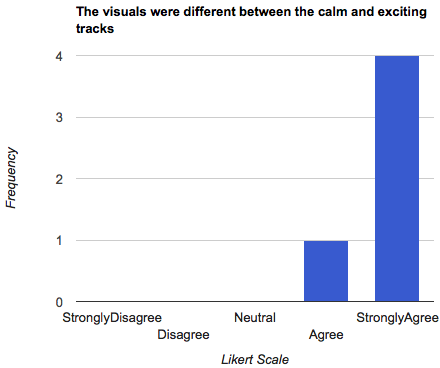 The visuals were different between the calm and exciting
tracks
4
3
2
1
0
Frequency
StronglyDisagree
Disagree
Neutral
Agree
StronglyAgree
Likert Scale